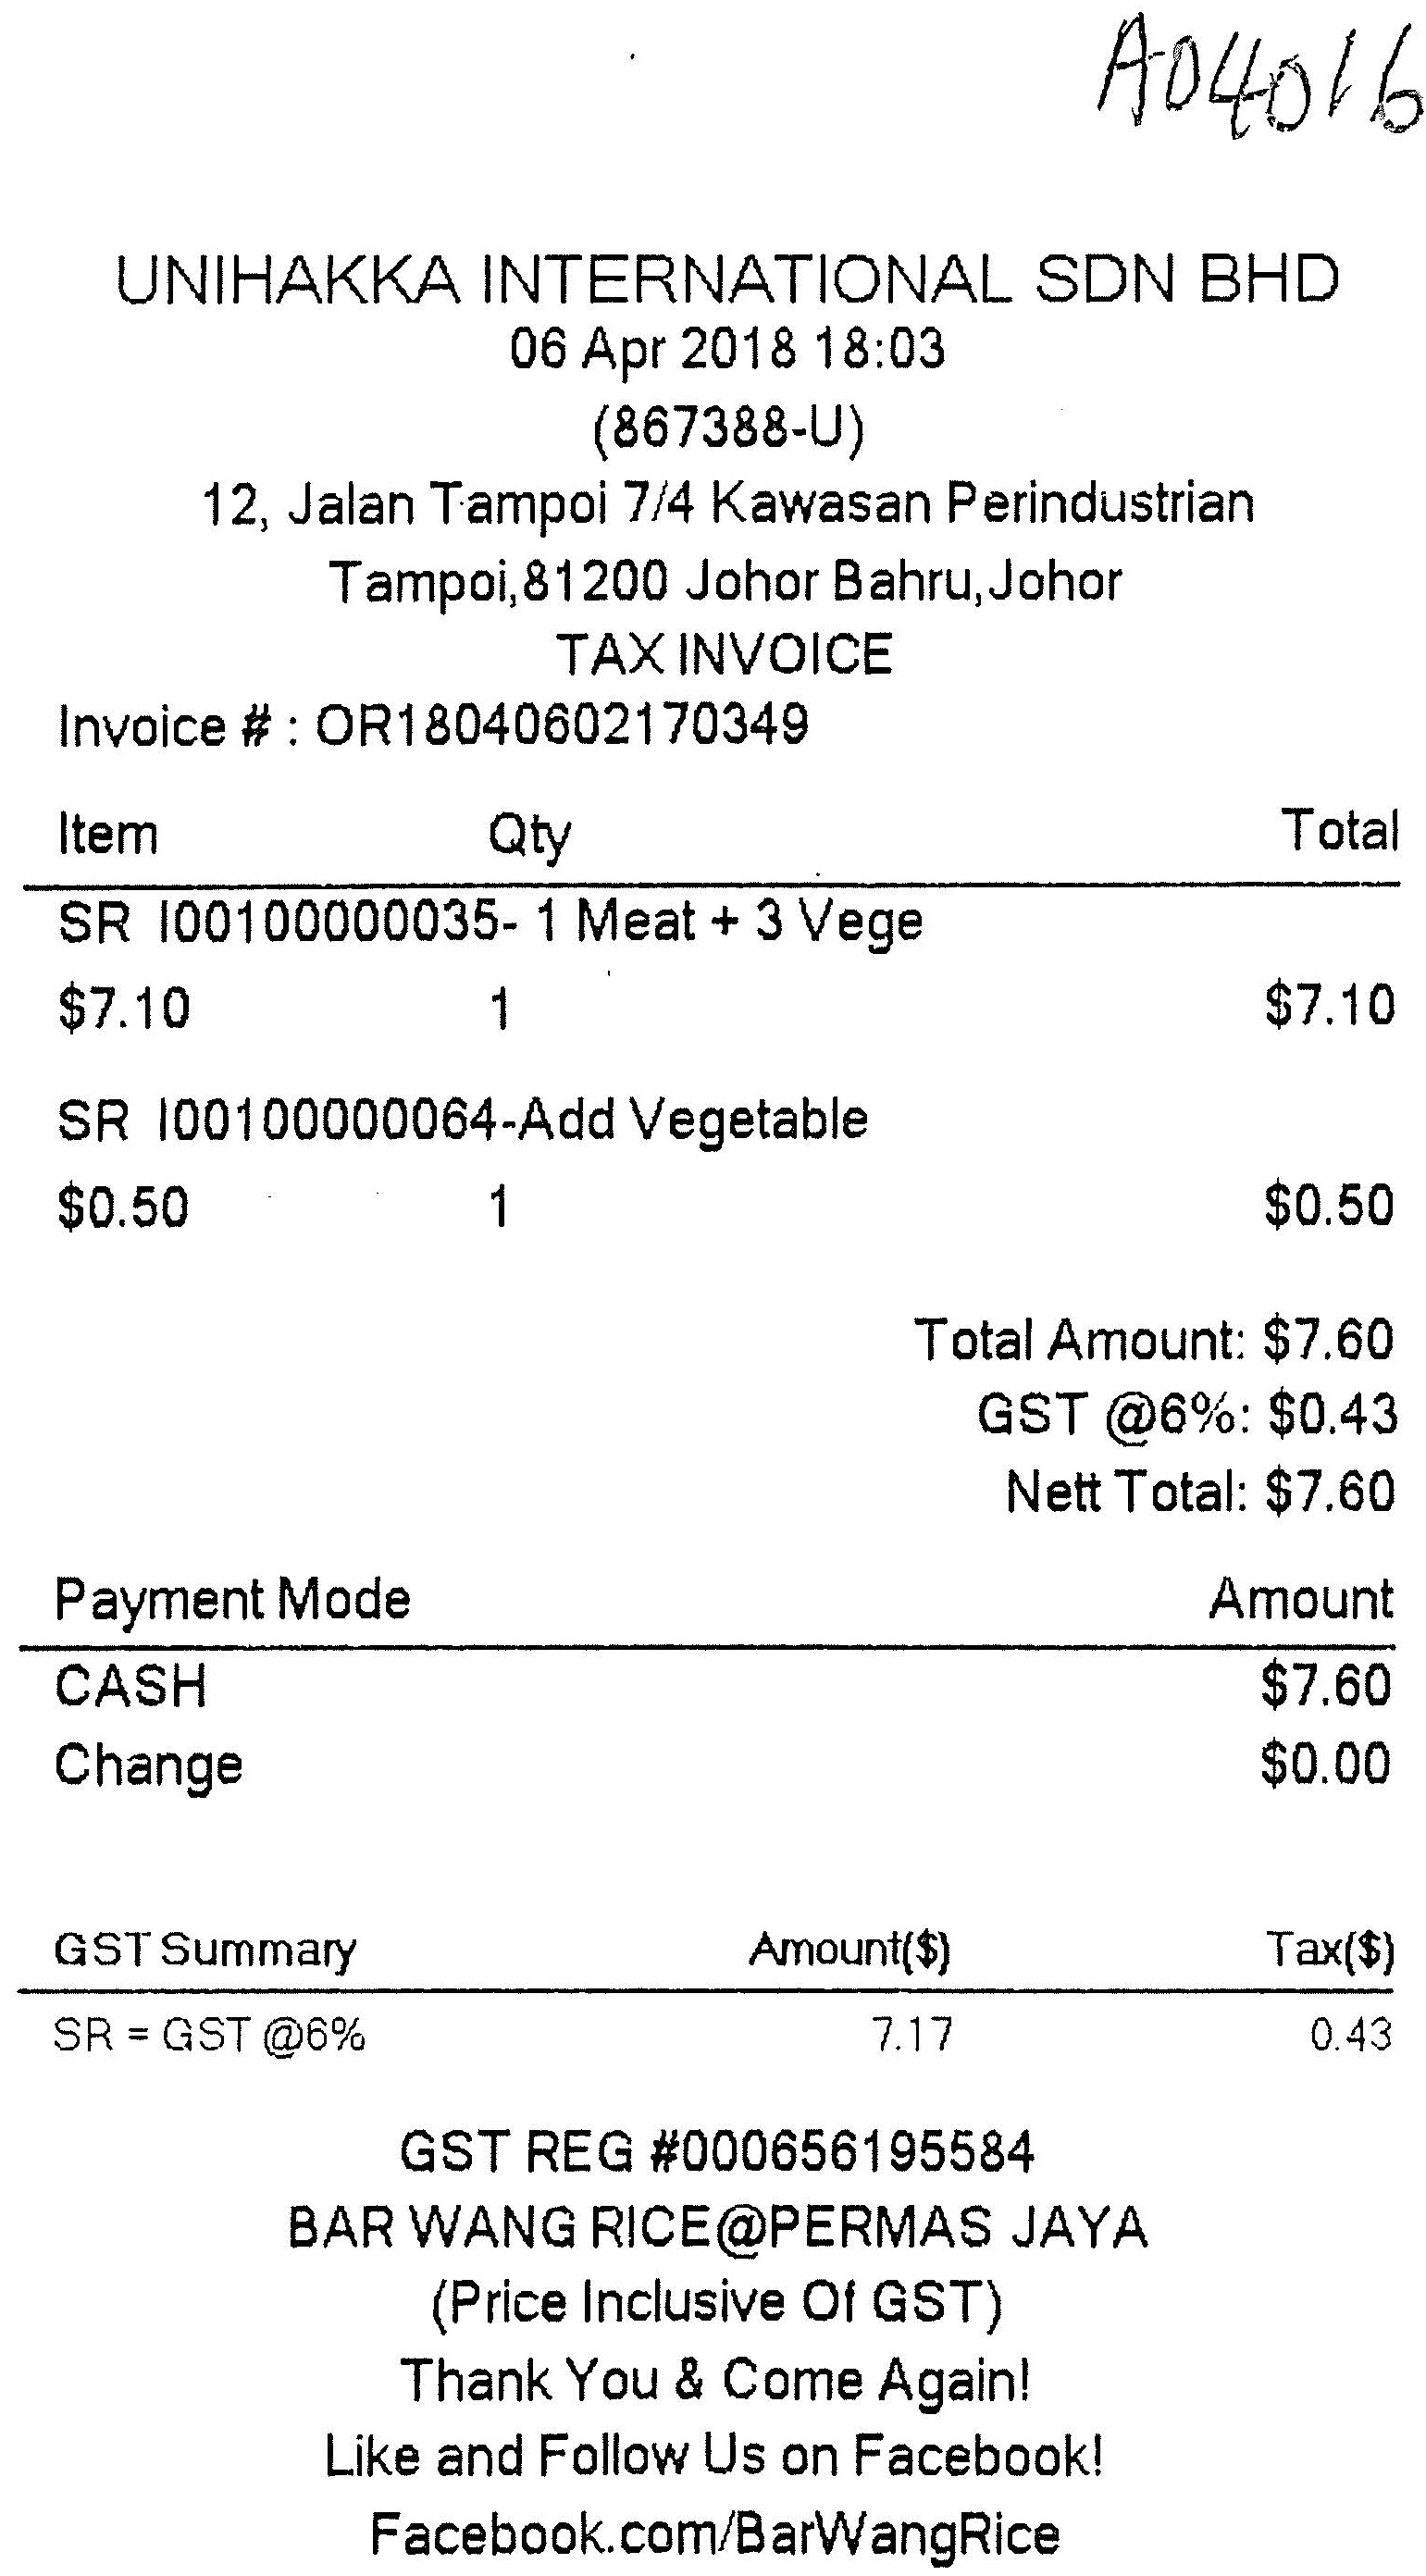 A04016
UNIHAKKA INTERNATIONAL SDN BHD
06 Apr 2018 18:03
(867388-U)
12, Jalan Tampoi 7/4 Kawasan Perindustrian
Tampoi,81200 Johor Bahru,Johor
TAX INVOICE
Invoice # : OR18040602170349
Item Qty Total
SR I00100000035- 1 Meat + 3 Vege
$7.10 1 $7.10
SR I00100000064-Add Vegetable
$0.50 1 $0.50
Total Amount: $7.60
GST @6%: $0.43
Nett Total: $7.60
Payment Mode Amount
CASH $7.60
Change $0.00
GST Summary Amount($) Tax($)
SR = GST @6% 7.17 0.43
GST REG #000656195584
BAR WANG RICE@PERMAS JAYA
(Price Inclusive Of GST)
Thank You & Come Again!
Like and Follow Us on Facebook!
Facebook.com/BarWangRice